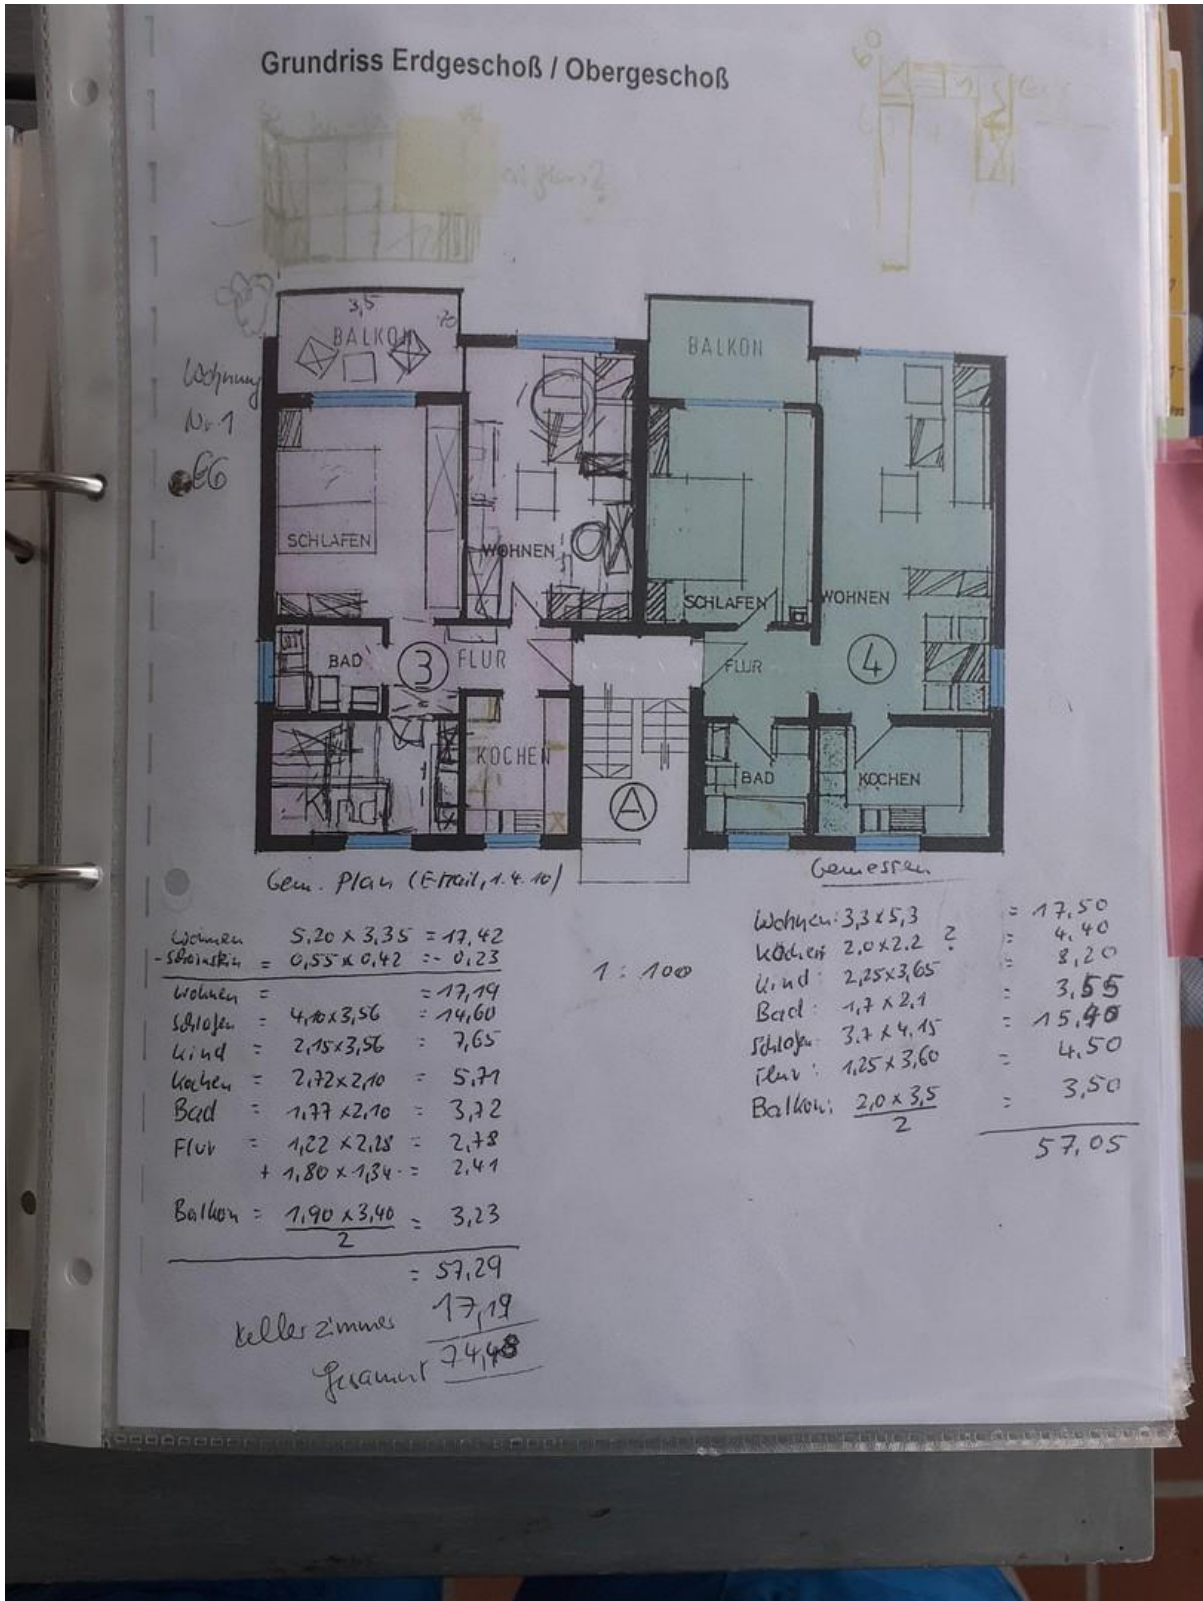 Grundriss Erdgeschoß / Obergeschoß
60
3,5
BALKON
BALKON
Wohnung
Nr. 1
EG
SCHLAFEN
WOHNEN
SCHLAFEN
WOHNEN
BAD
3
FLUR
FLUR
4
KOCHEN
Kind
A
BAD
KOCHEN
Gem. Plan (E-Mail, 1.4.10)
Wohnen 5,20 x 3,35 = 17,42
= 0,55 x 0,42 = - 0,23
Wohnen = = 17,19
Schlafen = 4,10 x 3,56 = 14,60
Kind = 2,15 x 3,56 = 7,65
Kochen = 2,72 x 2,10 = 5,71
Bad = 1,77 x 2,10 = 3,72
Flur = 1,22 x 2,28 = 2,78
+ 1,80 x 1,34 = 2,41
Balkon = 1,90 x 3,40 = 3,23
2
= 57,29
Kellerzimmer 17,19
Gesamt 74,48
1 : 100
Gemessen
Wohnen: 3,3 x 5,3 = 17,50
Kochen: 2,0 x 2,2 ? = 4,40
Kind: 2,25 x 3,65 = 8,20
Bad: 1,7 x 2,1 = 3,55
Schlafen: 3,7 x 4,15 = 15,40
Flur: 1,25 x 3,60 = 4,50
Balkon: 2,0 x 3,5 = 3,50
2
57,05